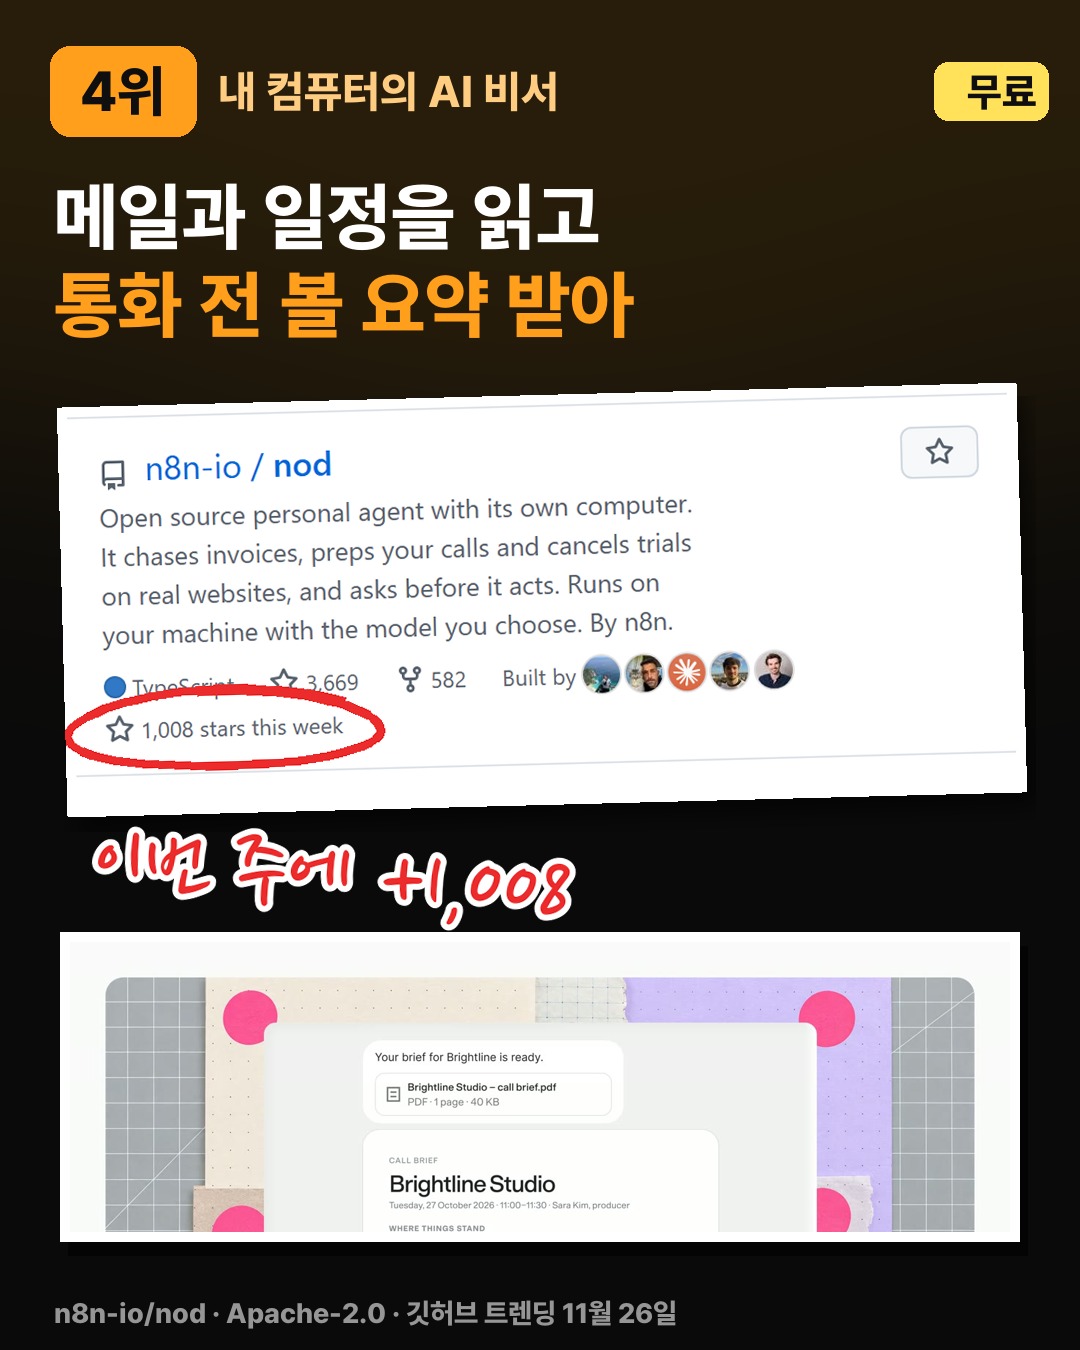 4위
내 컴퓨터의 AI 비서
무료
메일과 일정을 읽고
통화 전 볼 요약 받아
n8n-io / nod
Open source personal agent with its own computer.
It chases invoices, preps your calls and cancels trials
on real websites, and asks before it acts. Runs on
your machine with the model you choose. By n8n.
TypeScript 3,669 582 Built by
1,008 stars this week
이번 주에 +1,008
Your brief for Brightline is ready.
Brightline Studio – call brief.pdf
PDF · 1 page · 40 KB
CALL BRIEF
Brightline Studio
Tuesday, 27 October 2026 · 11:00–11:30 · Sara Kim, producer
WHERE THINGS STAND
n8n-io/nod · Apache-2.0 · 깃허브 트렌딩 11월 26일